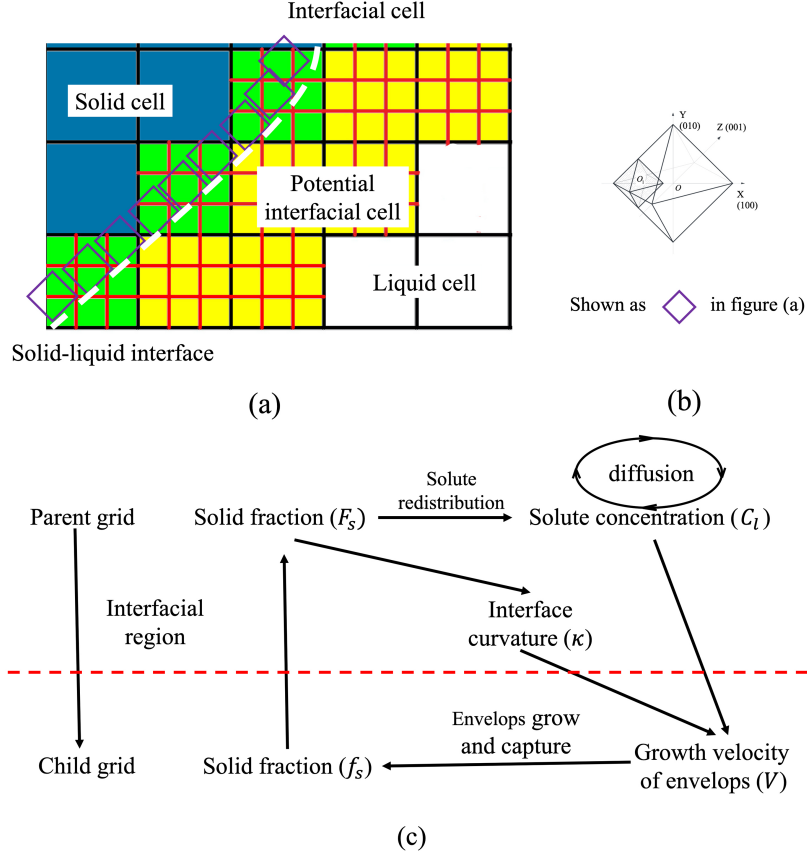 Interfacial cell
Solid cell
Potential
interfacial cell
Liquid cell
Solid-liquid interface
(a)
Y
(010)
Z (001)
O₁
O
X
(100)
Shown as
in figure (a)
(b)
Solute
redistribution
diffusion
Parent grid
Solid fraction (Fₛ)
Solute concentration (Cₗ)
Interfacial
region
Interface
curvature (κ)
Envelops grow
and capture
Child grid
Solid fraction (fₛ)
Growth velocity
of envelops (V)
(c)